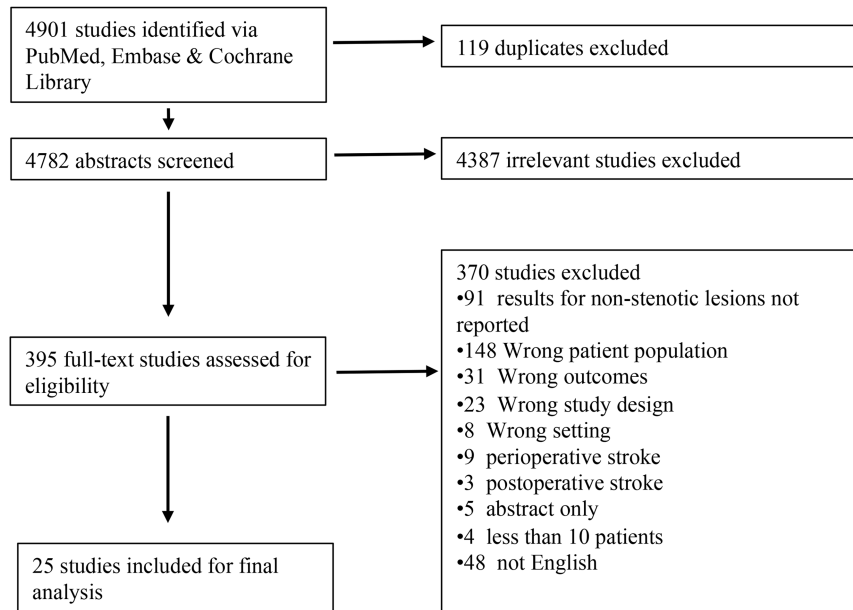 4901 studies identified via
PubMed, Embase & Cochrane
Library
119 duplicates excluded
4782 abstracts screened
4387 irrelevant studies excluded
395 full-text studies assessed for
eligibility
370 studies excluded
•91 results for non-stenotic lesions not
reported
•148 Wrong patient population
•31 Wrong outcomes
•23 Wrong study design
•8 Wrong setting
•9 perioperative stroke
•3 postoperative stroke
•5 abstract only
•4 less than 10 patients
•48 not English
25 studies included for final
analysis